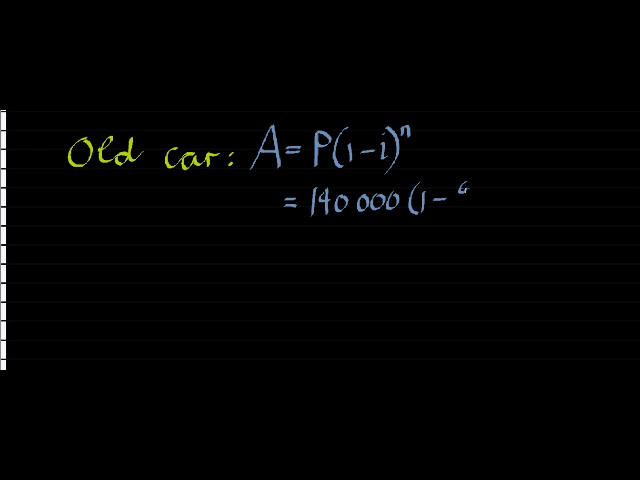 Old car: A = P(1-i)^n
= 140 000 (1 -